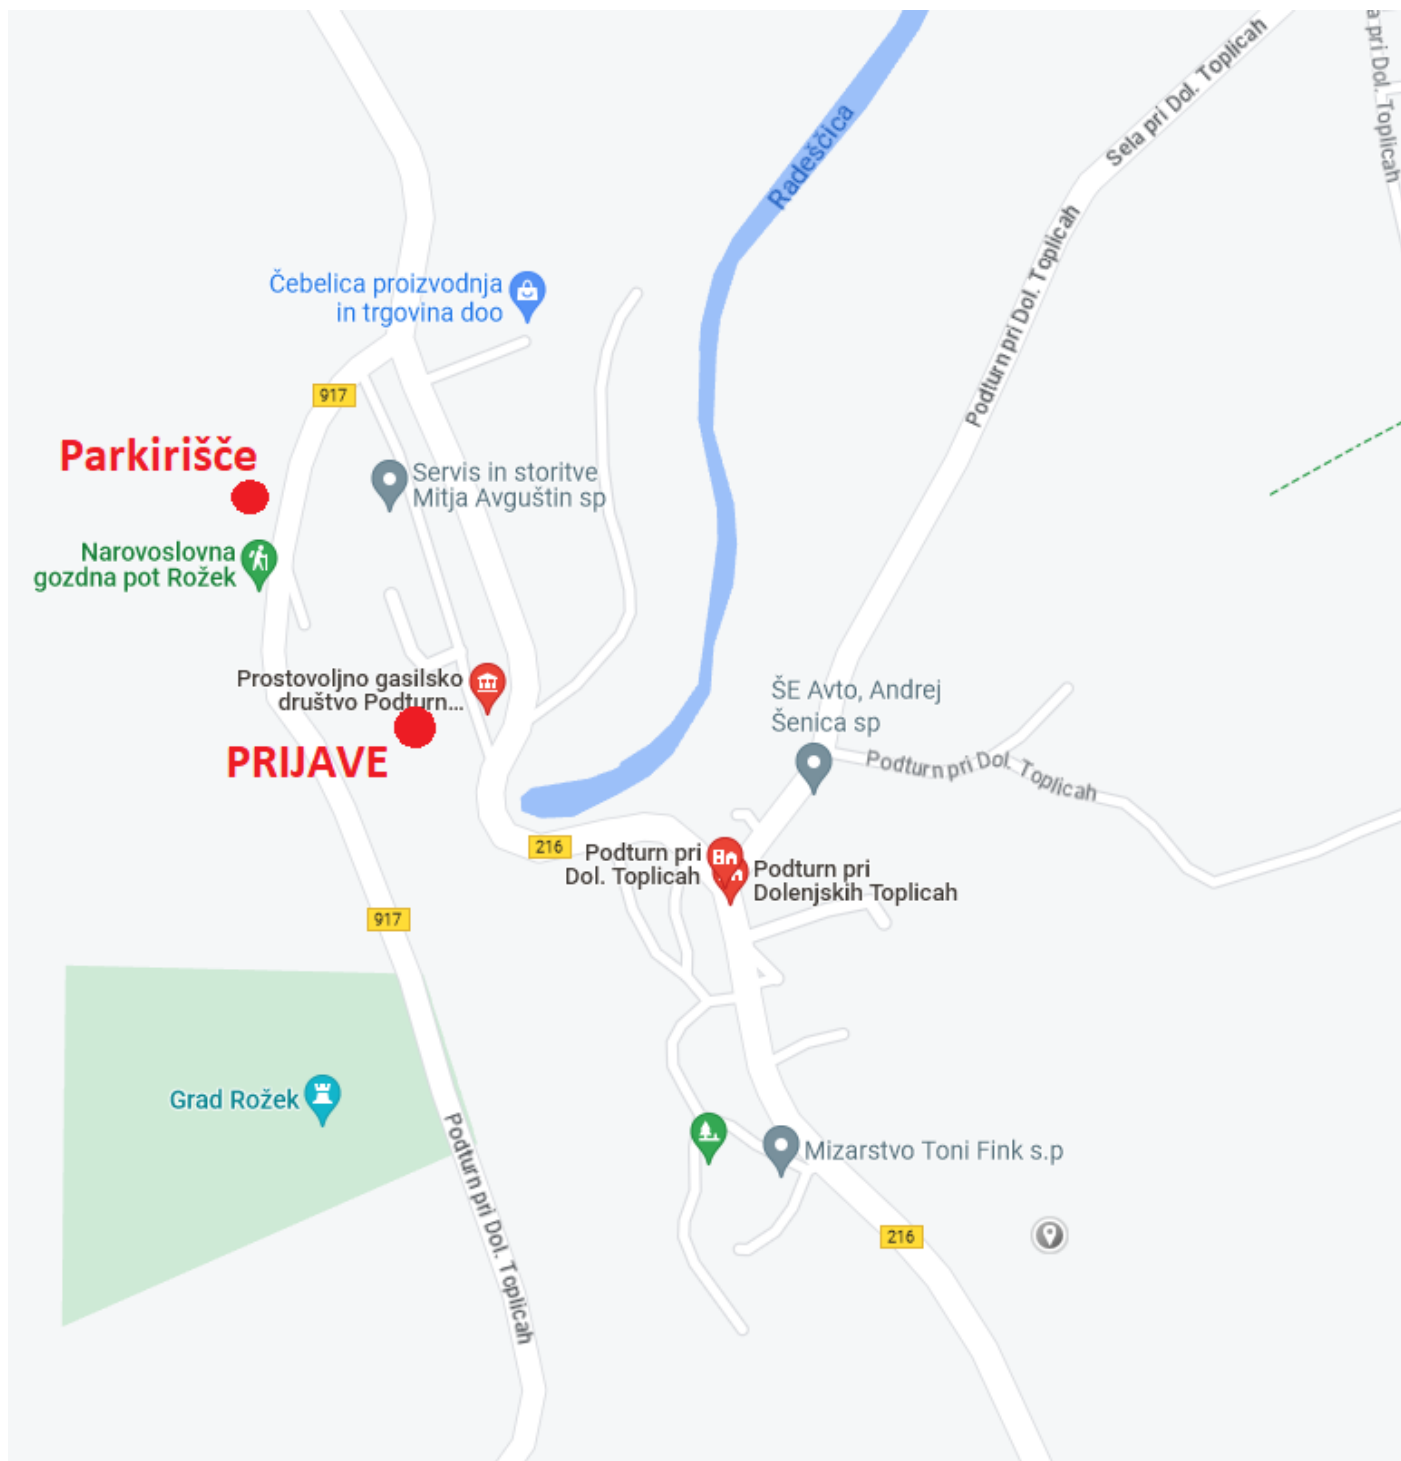 a pri Dol. Toplicah
Sela pri Dol. Toplicah
Radeščica
Podturn pri Dol. Toplicah
Čebelica proizvodnja
in trgovina doo
917
Parkirišče
Servis in storitve
Mitja Avguštin sp
Narovoslovna
gozdna pot Rožek
Prostovoljno gasilsko
društvo Podturn...
PRIJAVE
ŠE Avto, Andrej
Šenica sp
Podturn pri Dol. Toplicah
216
Podturn pri
Dol. Toplicah
Podturn pri
Dolenjskih Toplicah
917
Grad Rožek
Podturn pri Dol. Toplicah
Mizarstvo Toni Fink s.p
216